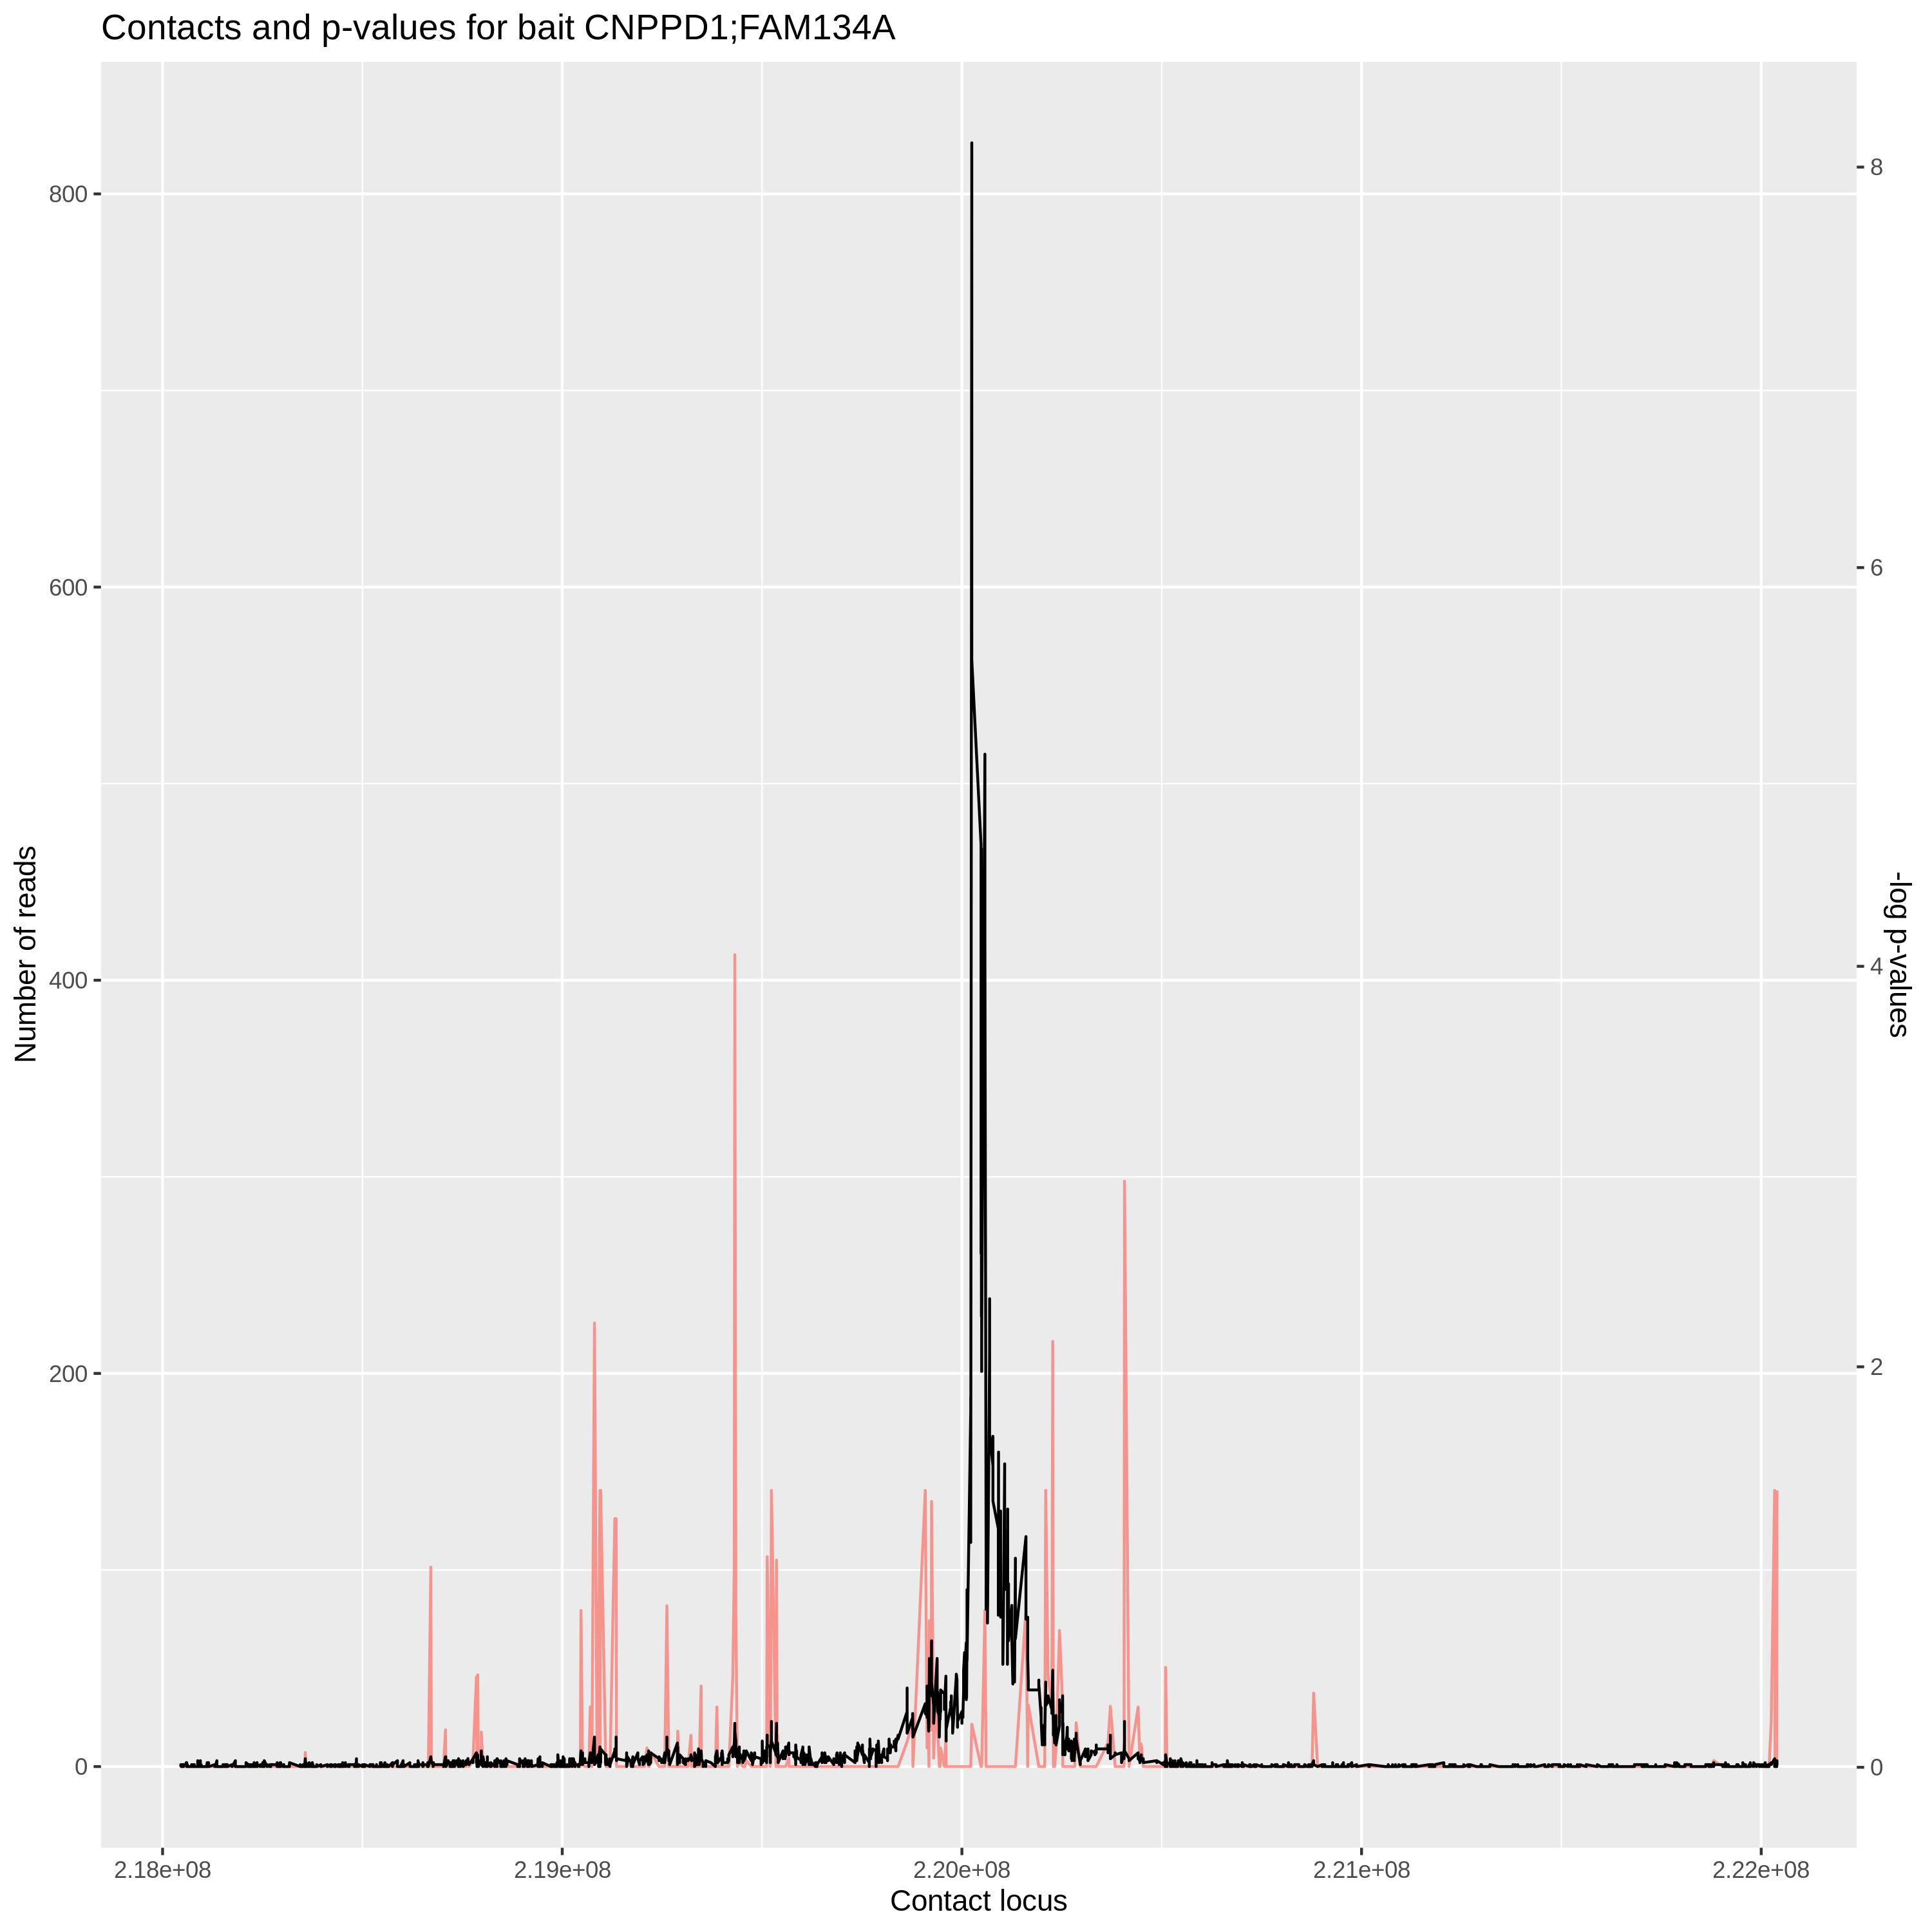 Contacts and p-values for bait CNPPD1;FAM134A
Number of reads
800
600
400
200
0
8
6
4
2
0
-log p-values
2.18e+08
2.19e+08
2.20e+08
2.21e+08
2.22e+08
Contact locus